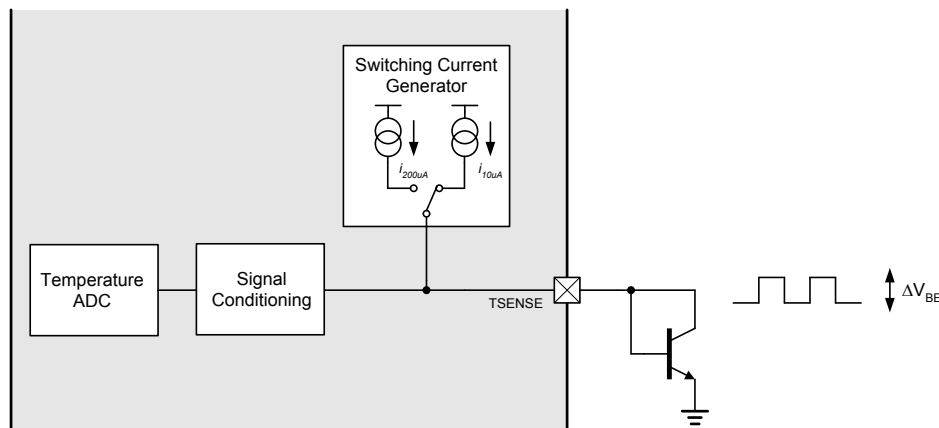 Switching Current
Generator
i200uA
i10uA
Temperature
ADC
Signal
Conditioning
TSENSE
ΔVBE